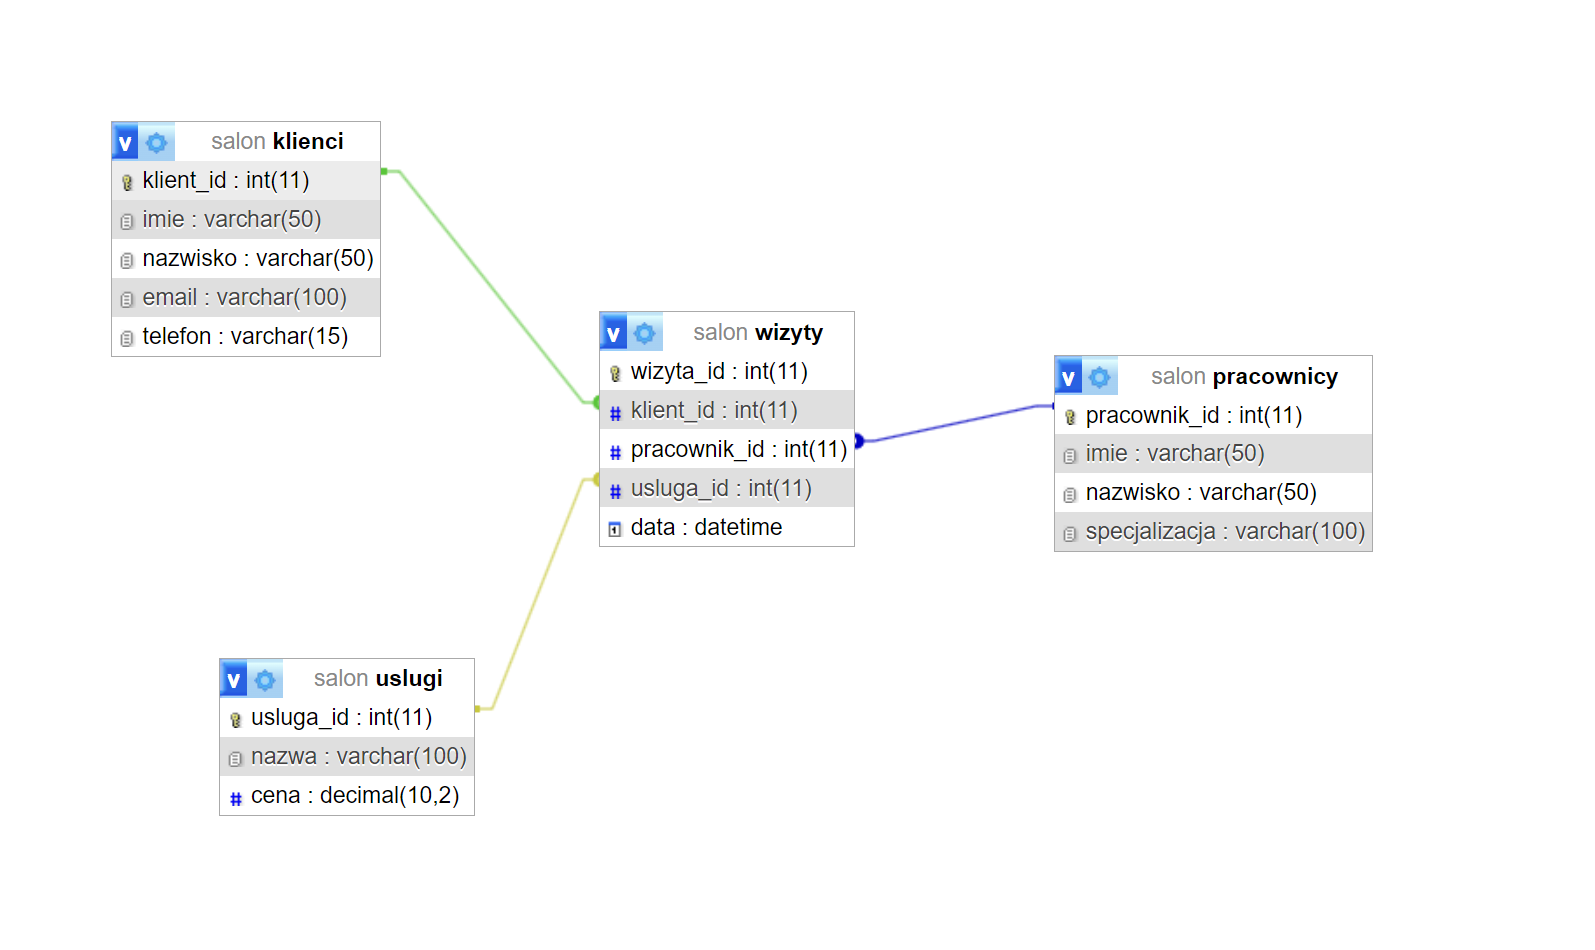 v salon klienci
klient_id : int(11)
imie : varchar(50)
nazwisko : varchar(50)
email : varchar(100)
telefon : varchar(15)
v salon wizyty
wizyta_id : int(11)
# klient_id : int(11)
# pracownik_id : int(11)
# usluga_id : int(11)
1 data : datetime
v salon pracownicy
pracownik_id : int(11)
imie : varchar(50)
nazwisko : varchar(50)
specjalizacja : varchar(100)
v salon uslugi
usluga_id : int(11)
nazwa : varchar(100)
# cena : decimal(10,2)